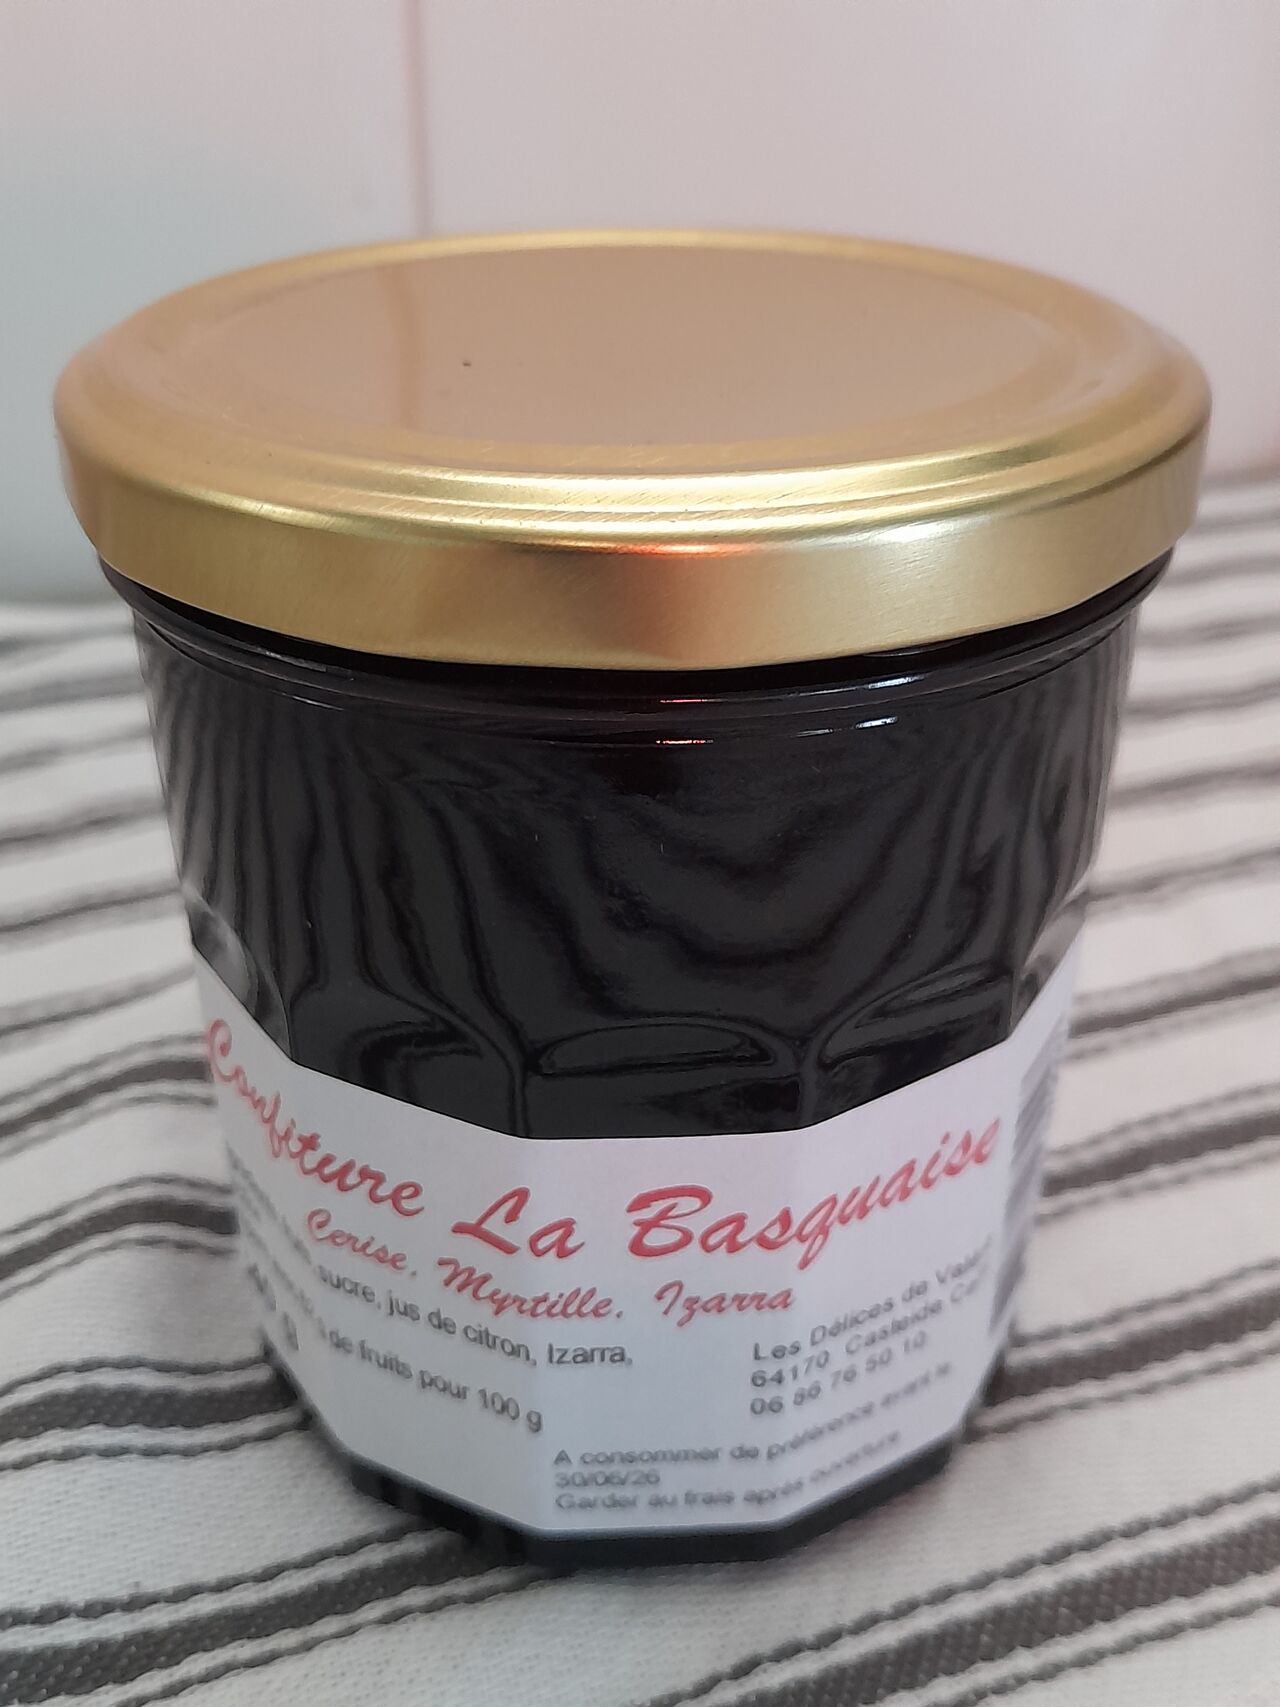 Confiture La Basquaise
Cerise, Myrtille, Izarra
sucre, jus de citron, Izarra,
de fruits pour 100 g
Les Délices de
64170 Casteide
06 86 76 50 10
A consommer de préférence avant le
30/06/26
Garder au frais après ouverture